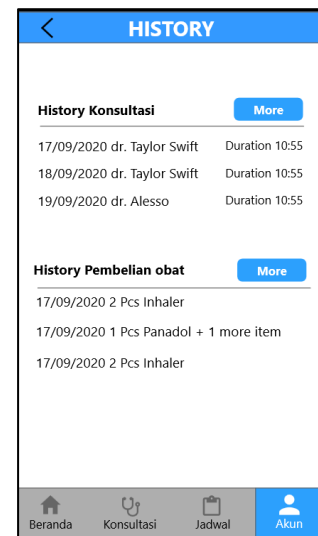 HISTORY
History Konsultasi More
17/09/2020 dr. Taylor Swift Duration 10:55
18/09/2020 dr. Taylor Swift Duration 10:55
19/09/2020 dr. Alesso Duration 10:55
History Pembelian obat More
17/09/2020 2 Pcs Inhaler
17/09/2020 1 Pcs Panadol + 1 more item
17/09/2020 2 Pcs Inhaler
Beranda Konsultasi Jadwal Akun